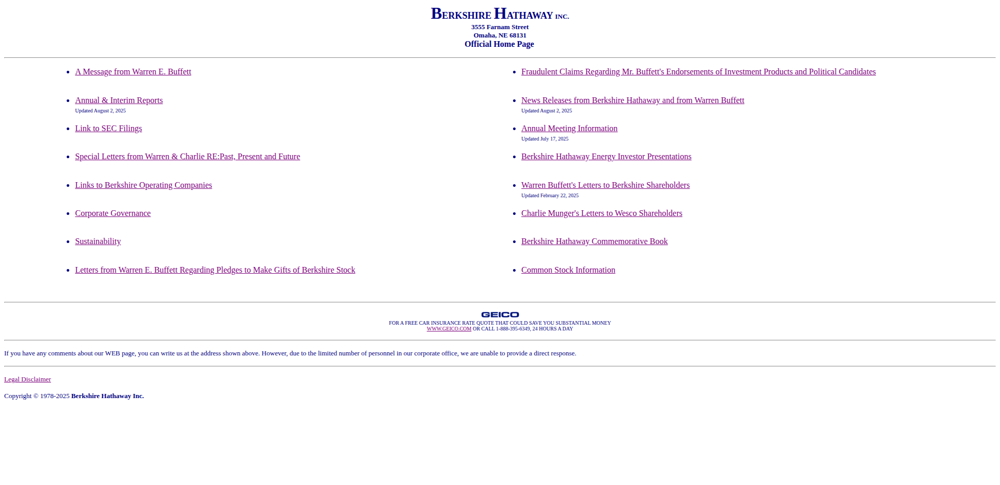 BERKSHIRE HATHAWAY INC.
3555 Farnam Street
Omaha, NE 68131
Official Home Page
A Message from Warren E. Buffett
Fraudulent Claims Regarding Mr. Buffett's Endorsements of Investment Products and Political Candidates
Annual & Interim Reports
Updated August 2, 2025
News Releases from Berkshire Hathaway and from Warren Buffett
Updated August 2, 2025
Link to SEC Filings
Annual Meeting Information
Updated July 17, 2025
Special Letters from Warren & Charlie RE:Past, Present and Future
Berkshire Hathaway Energy Investor Presentations
Links to Berkshire Operating Companies
Warren Buffett's Letters to Berkshire Shareholders
Updated February 22, 2025
Corporate Governance
Charlie Munger's Letters to Wesco Shareholders
Sustainability
Berkshire Hathaway Commemorative Book
Letters from Warren E. Buffett Regarding Pledges to Make Gifts of Berkshire Stock
Common Stock Information
GEICO
FOR A FREE CAR INSURANCE RATE QUOTE THAT COULD SAVE YOU SUBSTANTIAL MONEY
WWW.GEICO.COM OR CALL 1-888-395-6349, 24 HOURS A DAY
If you have any comments about our WEB page, you can write us at the address shown above. However, due to the limited number of personnel in our corporate office, we are unable to provide a direct response.
Legal Disclaimer
Copyright © 1978-2025 Berkshire Hathaway Inc.